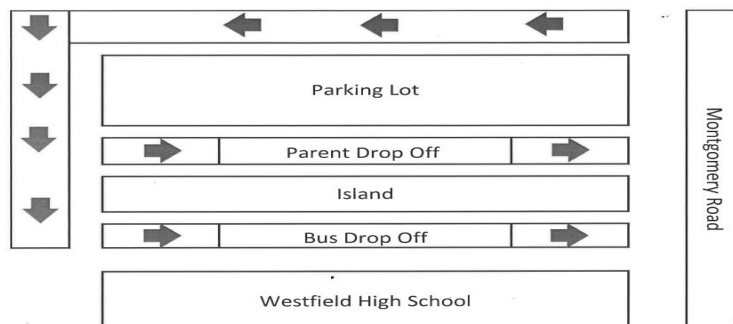 Parking Lot
Parent Drop Off
Island
Bus Drop Off
Westfield High School
Montgomery Road